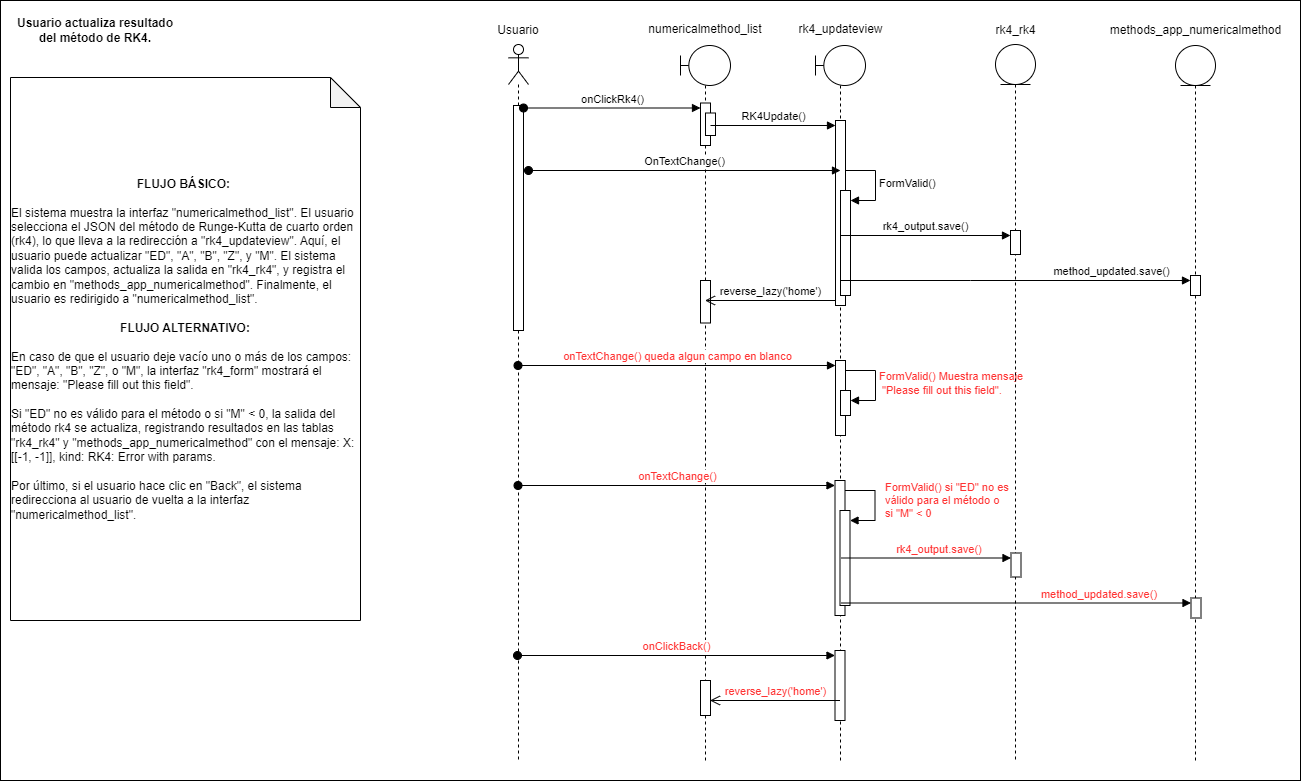 Usuario actualiza resultado
del método de RK4.
FLUJO BÁSICO:
El sistema muestra la interfaz "numericalmethod_list". El usuario
selecciona el JSON del método de Runge-Kutta de cuarto orden
(rk4), lo que lleva a la redirección a "rk4_updateview". Aquí, el
usuario puede actualizar "ED", "A", "B", "Z", y "M". El sistema
valida los campos, actualiza la salida en "rk4_rk4", y registra el
cambio en "methods_app_numericalmethod". Finalmente, el
usuario es redirigido a "numericalmethod_list".
FLUJO ALTERNATIVO:
En caso de que el usuario deje vacío uno o más de los campos:
"ED", "A", "B", "Z", o "M", la interfaz "rk4_form" mostrará el
mensaje: "Please fill out this field".
Si "ED" no es válido para el método o si "M" < 0, la salida del
método rk4 se actualiza, registrando resultados en las tablas
"rk4_rk4" y "methods_app_numericalmethod" con el mensaje: X:
[[-1, -1]], kind: RK4: Error with params.
Por último, si el usuario hace clic en "Back", el sistema
redirecciona al usuario de vuelta a la interfaz
"numericalmethod_list".
Usuario
numericalmethod_list
rk4_updateview
rk4_rk4
methods_app_numericalmethod
onClickRk4()
RK4Update()
OnTextChange()
FormValid()
rk4_output.save()
method_updated.save()
reverse_lazy('home')
onTextChange() queda algun campo en blanco
FormValid() Muestra mensaje
"Please fill out this field".
onTextChange()
FormValid() si "ED" no es
válido para el método o
si "M" < 0
rk4_output.save()
method_updated.save()
onClickBack()
reverse_lazy('home')